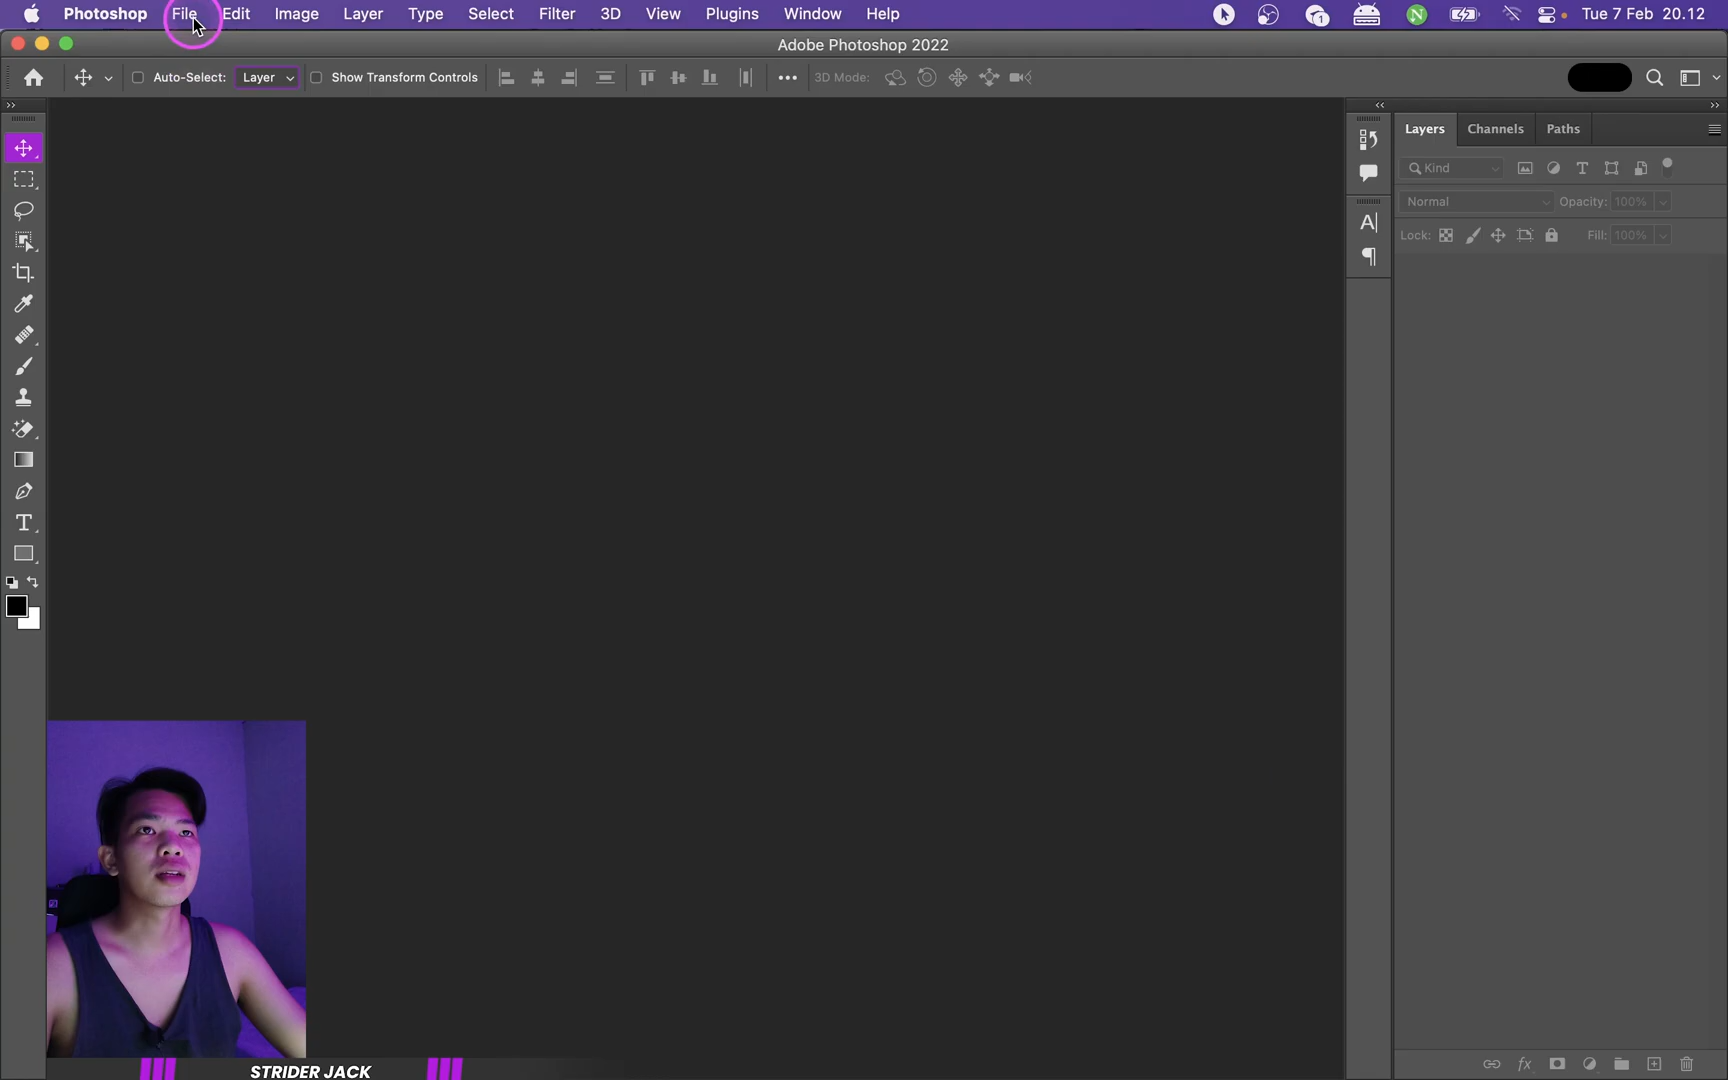 Photoshop File Edit Image Layer Type Select Filter 3D View Plugins Window Help 1 N Tue 7 Feb 20.12
Adobe Photoshop 2022
Auto-Select: Layer Show Transform Controls 3D Mode:
Layers Channels Paths
Kind
Normal Opacity: 100%
Lock: Fill: 100%
STRIDER JACK